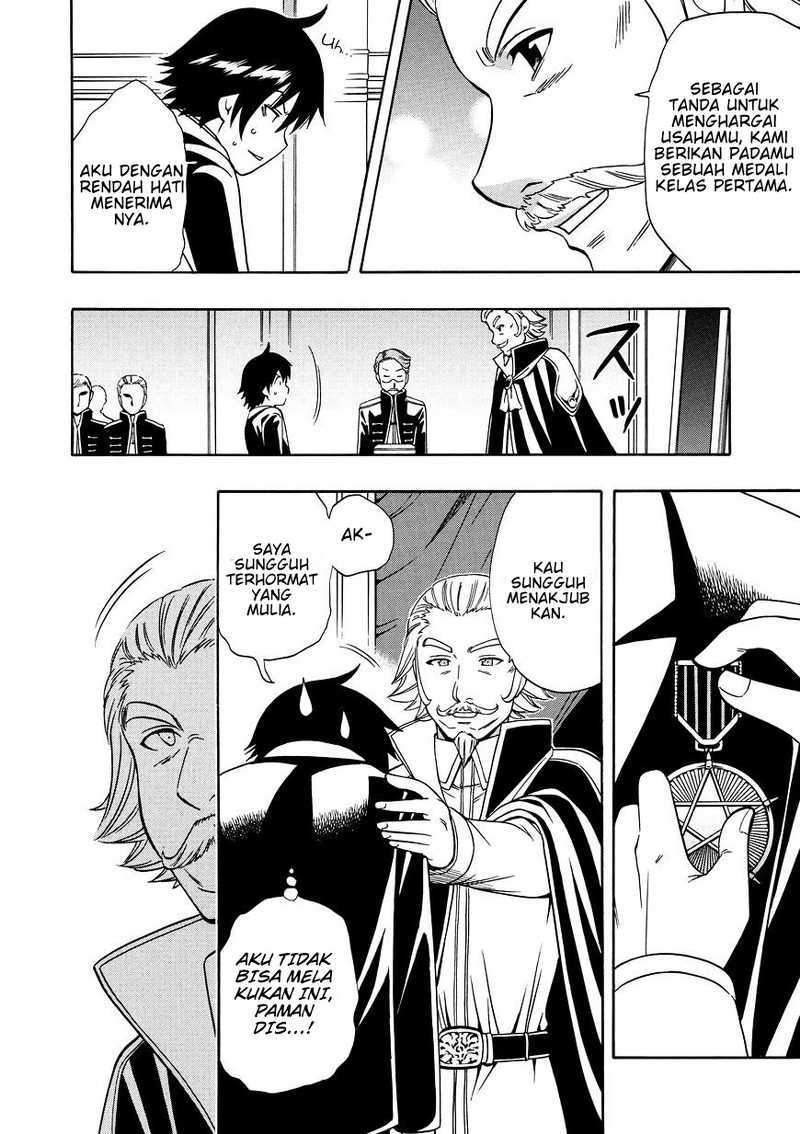 SEBAGAI
TANDA UNTUK
MENGHARGAI
USAHAMU, KAMI
BERIKAN PADAMU
SEBUAH MEDALI
KELAS PERTAMA.
Uh...
AKU DENGAN
RENDAH HATI
MENERIMA
NYA.
スッ
KAU
SUNGGUH
MENAKJUB
KAN.
AK-
SAYA
SUNGGUH
TERHORMAT
YANG
MULIA.
AKU TIDAK
BISA MELA
KUKAN INI,
PAMAN
DIS...!